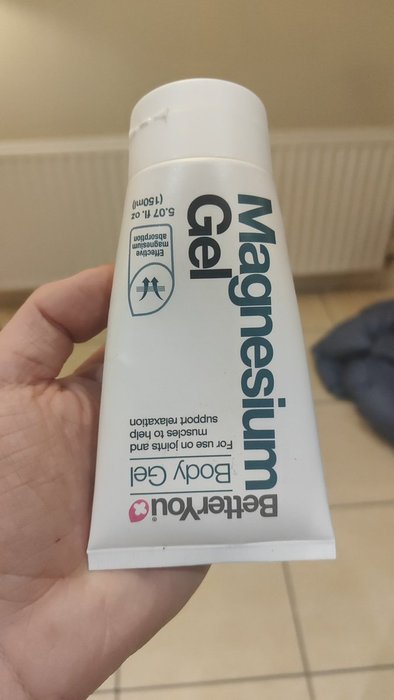 BetterYou®
Body Gel
For use on joints and
muscles to help
support relaxation
Magnesium
Gel
Effective
magnesium
absorption
5.07 fl. oz
(150ml)